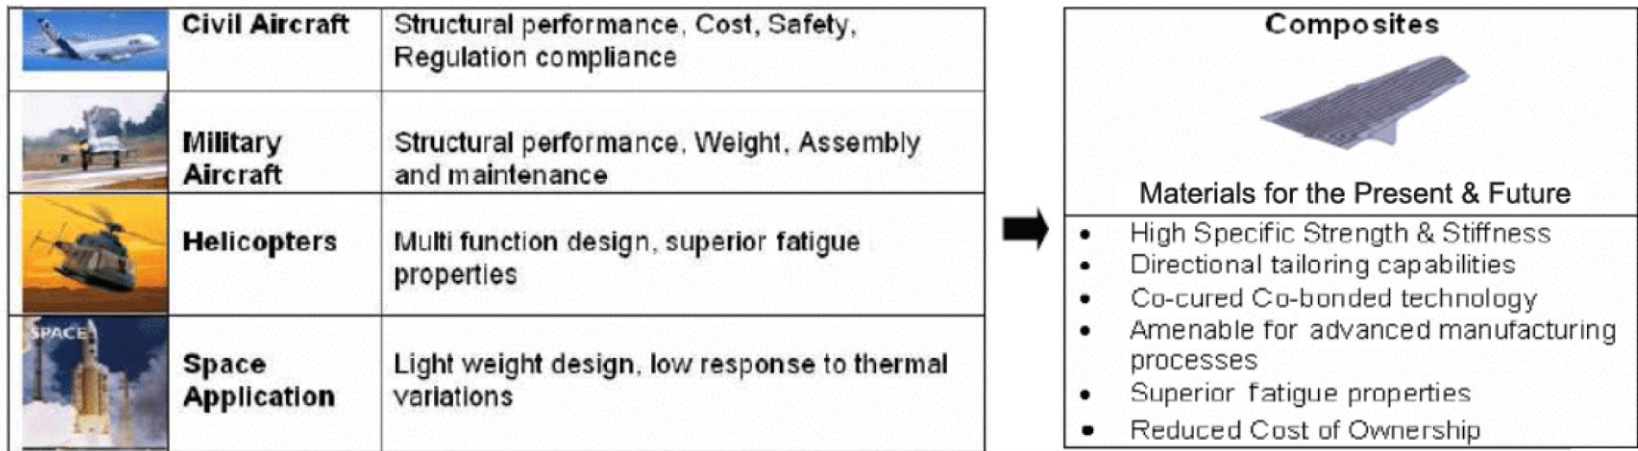 Civil Aircraft
Structural performance, Cost, Safety,
Regulation compliance
Military
Aircraft
Structural performance, Weight, Assembly
and maintenance
Helicopters
Multi function design, superior fatigue
properties
SPACE
Space
Application
Light weight design, low response to thermal
variations
Composites
Materials for the Present & Future
• High Specific Strength & Stiffness
• Directional tailoring capabilities
• Co-cured Co-bonded technology
• Amenable for advanced manufacturing
processes
• Superior fatigue properties
• Reduced Cost of Ownership